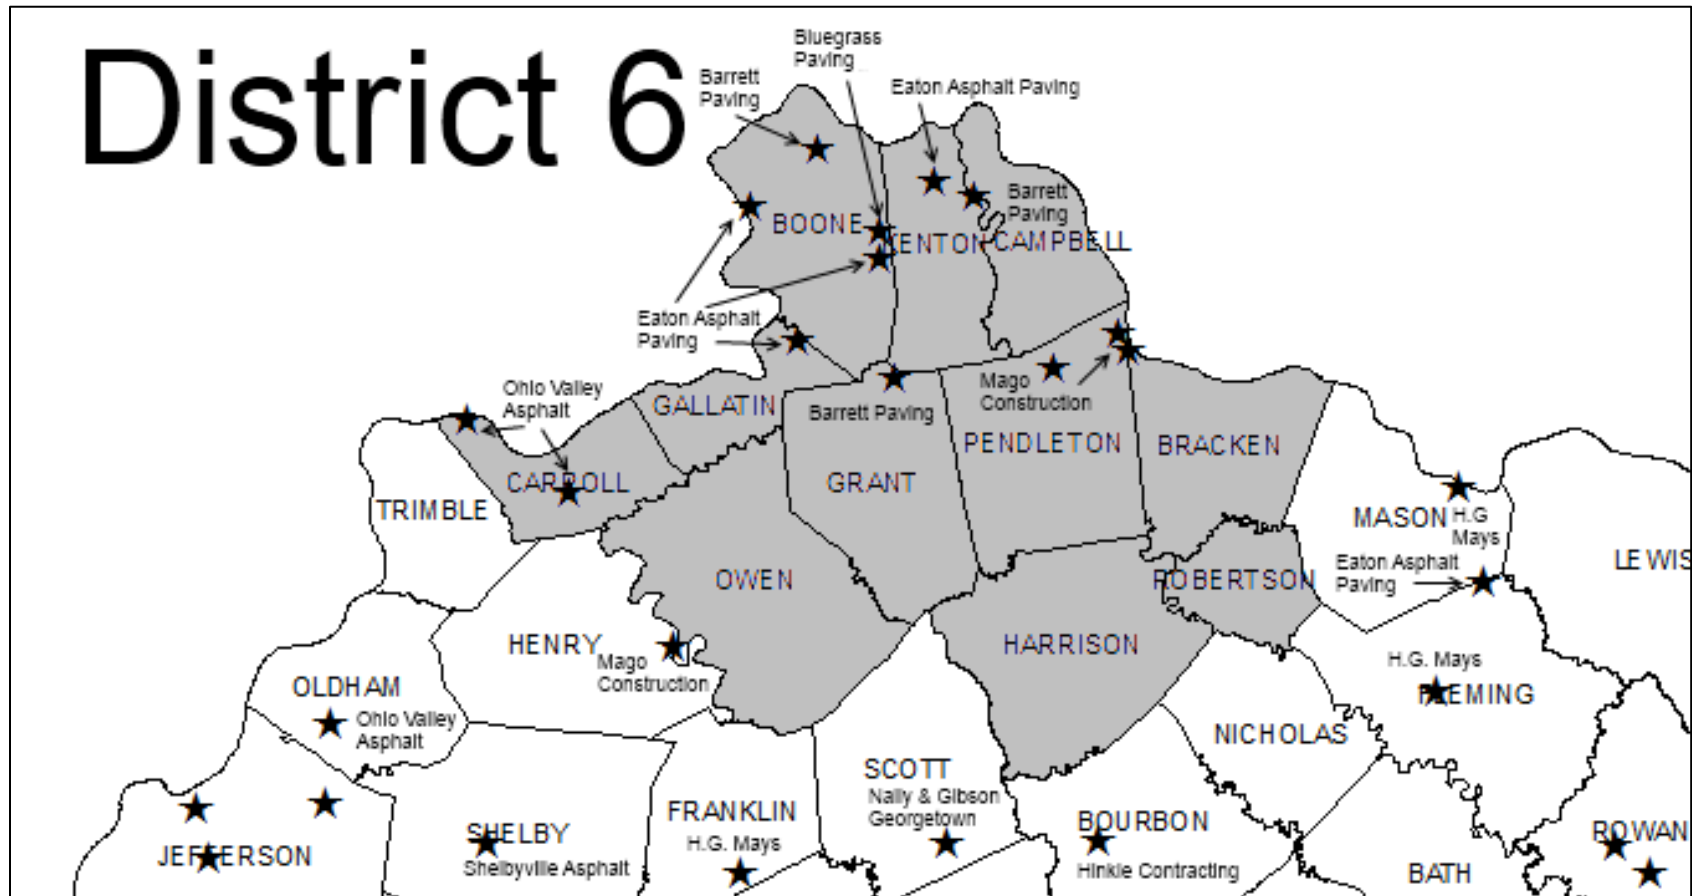 District 6
Bluegrass
Paving
Barrett
Paving
Eaton Asphalt Paving
Barrett
Paving
BOONE
KENTON
CAMPBELL
Eaton Asphalt
Paving
Ohio Valley
Asphalt
GALLATIN
Barrett Paving
Mago
Construction
CARROLL
TRIMBLE
GRANT
PENDLETON
BRACKEN
MASON
H.G
Mays
Eaton Asphalt
Paving
LEWIS
OWEN
ROBERTSON
HENRY
Mago
Construction
HARRISON
H.G. Mays
FLEMING
OLDHAM
Ohio Valley
Asphalt
NICHOLAS
SCOTT
Nally & Gibson
Georgetown
FRANKLIN
H.G. Mays
SHELBY
Shelbyville Asphalt
JEFFERSON
BOURBON
Hinkle Contracting
BATH
ROWAN